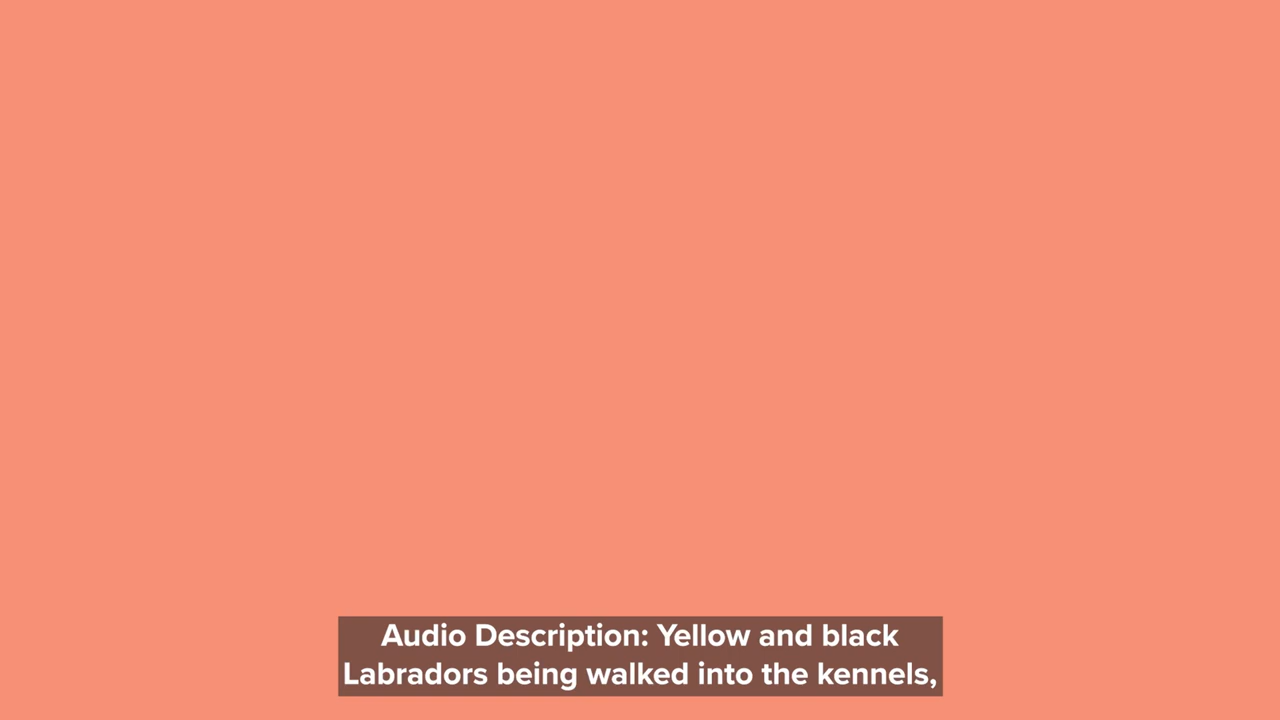 Audio Description: Yellow and black
Labradors being walked into the kennels,